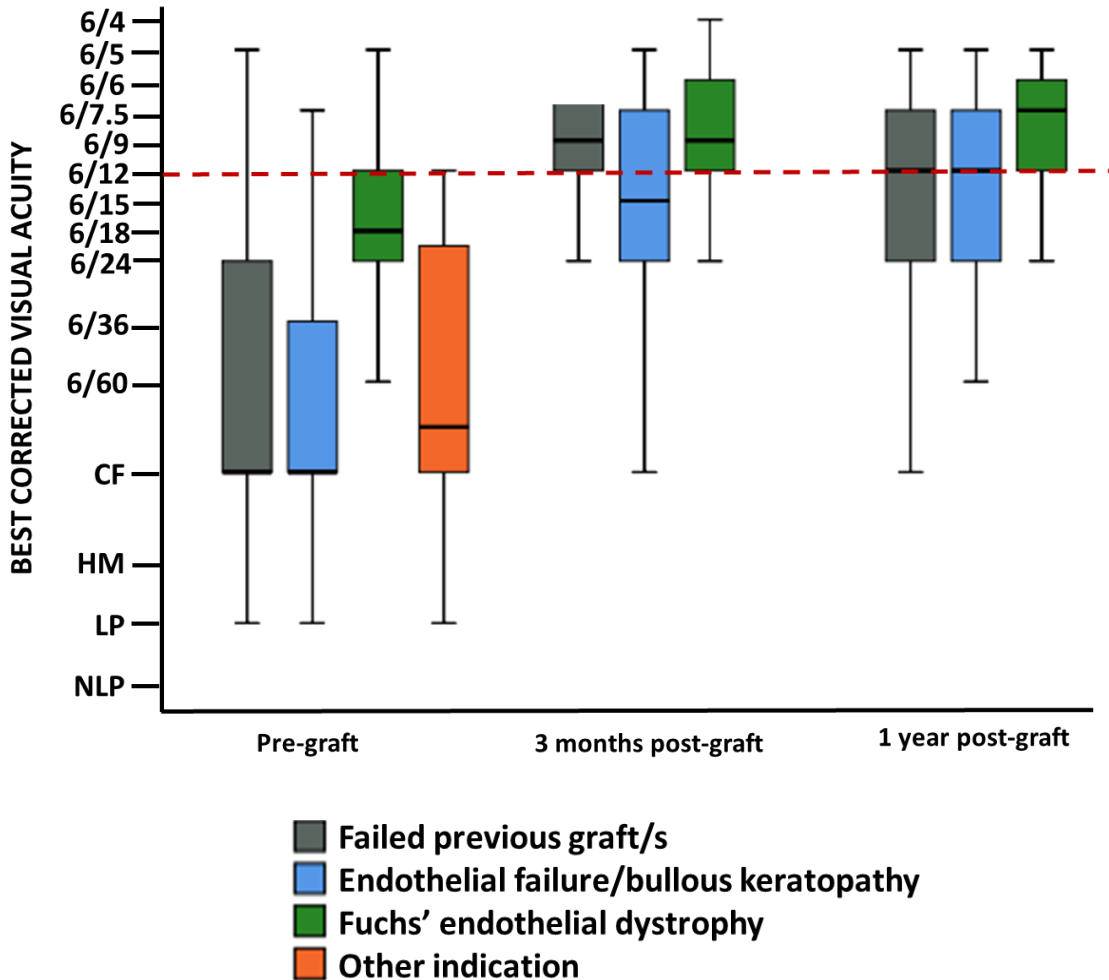 BEST CORRECTED VISUAL ACUITY
6/4
6/5
6/6
6/7.5
6/9
6/12
6/15
6/18
6/24
6/36
6/60
CF
HM
LP
NLP
Pre-graft
3 months post-graft
1 year post-graft
Failed previous graft/s
Endothelial failure/bullous keratopathy
Fuchs’ endothelial dystrophy
Other indication